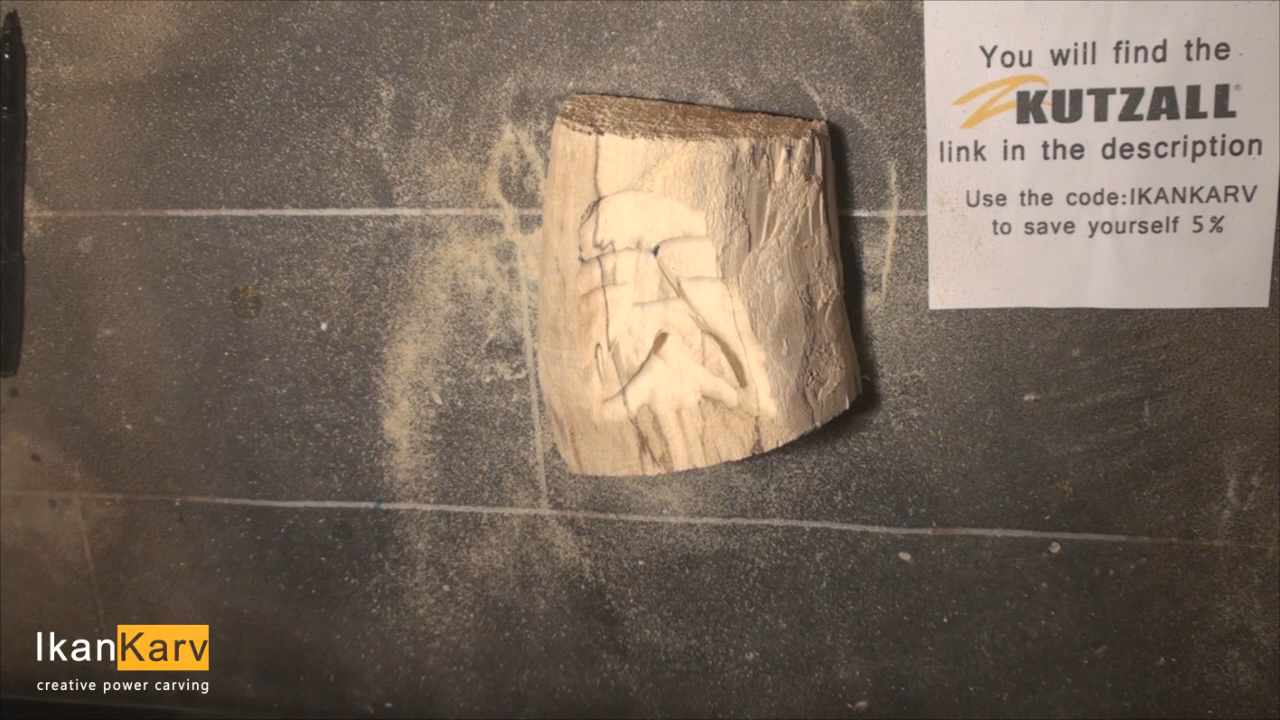 You will find the
KUTZALL
link in the description
Use the code:IKANKARV
to save yourself 5%
IkanKarv
creative power carving